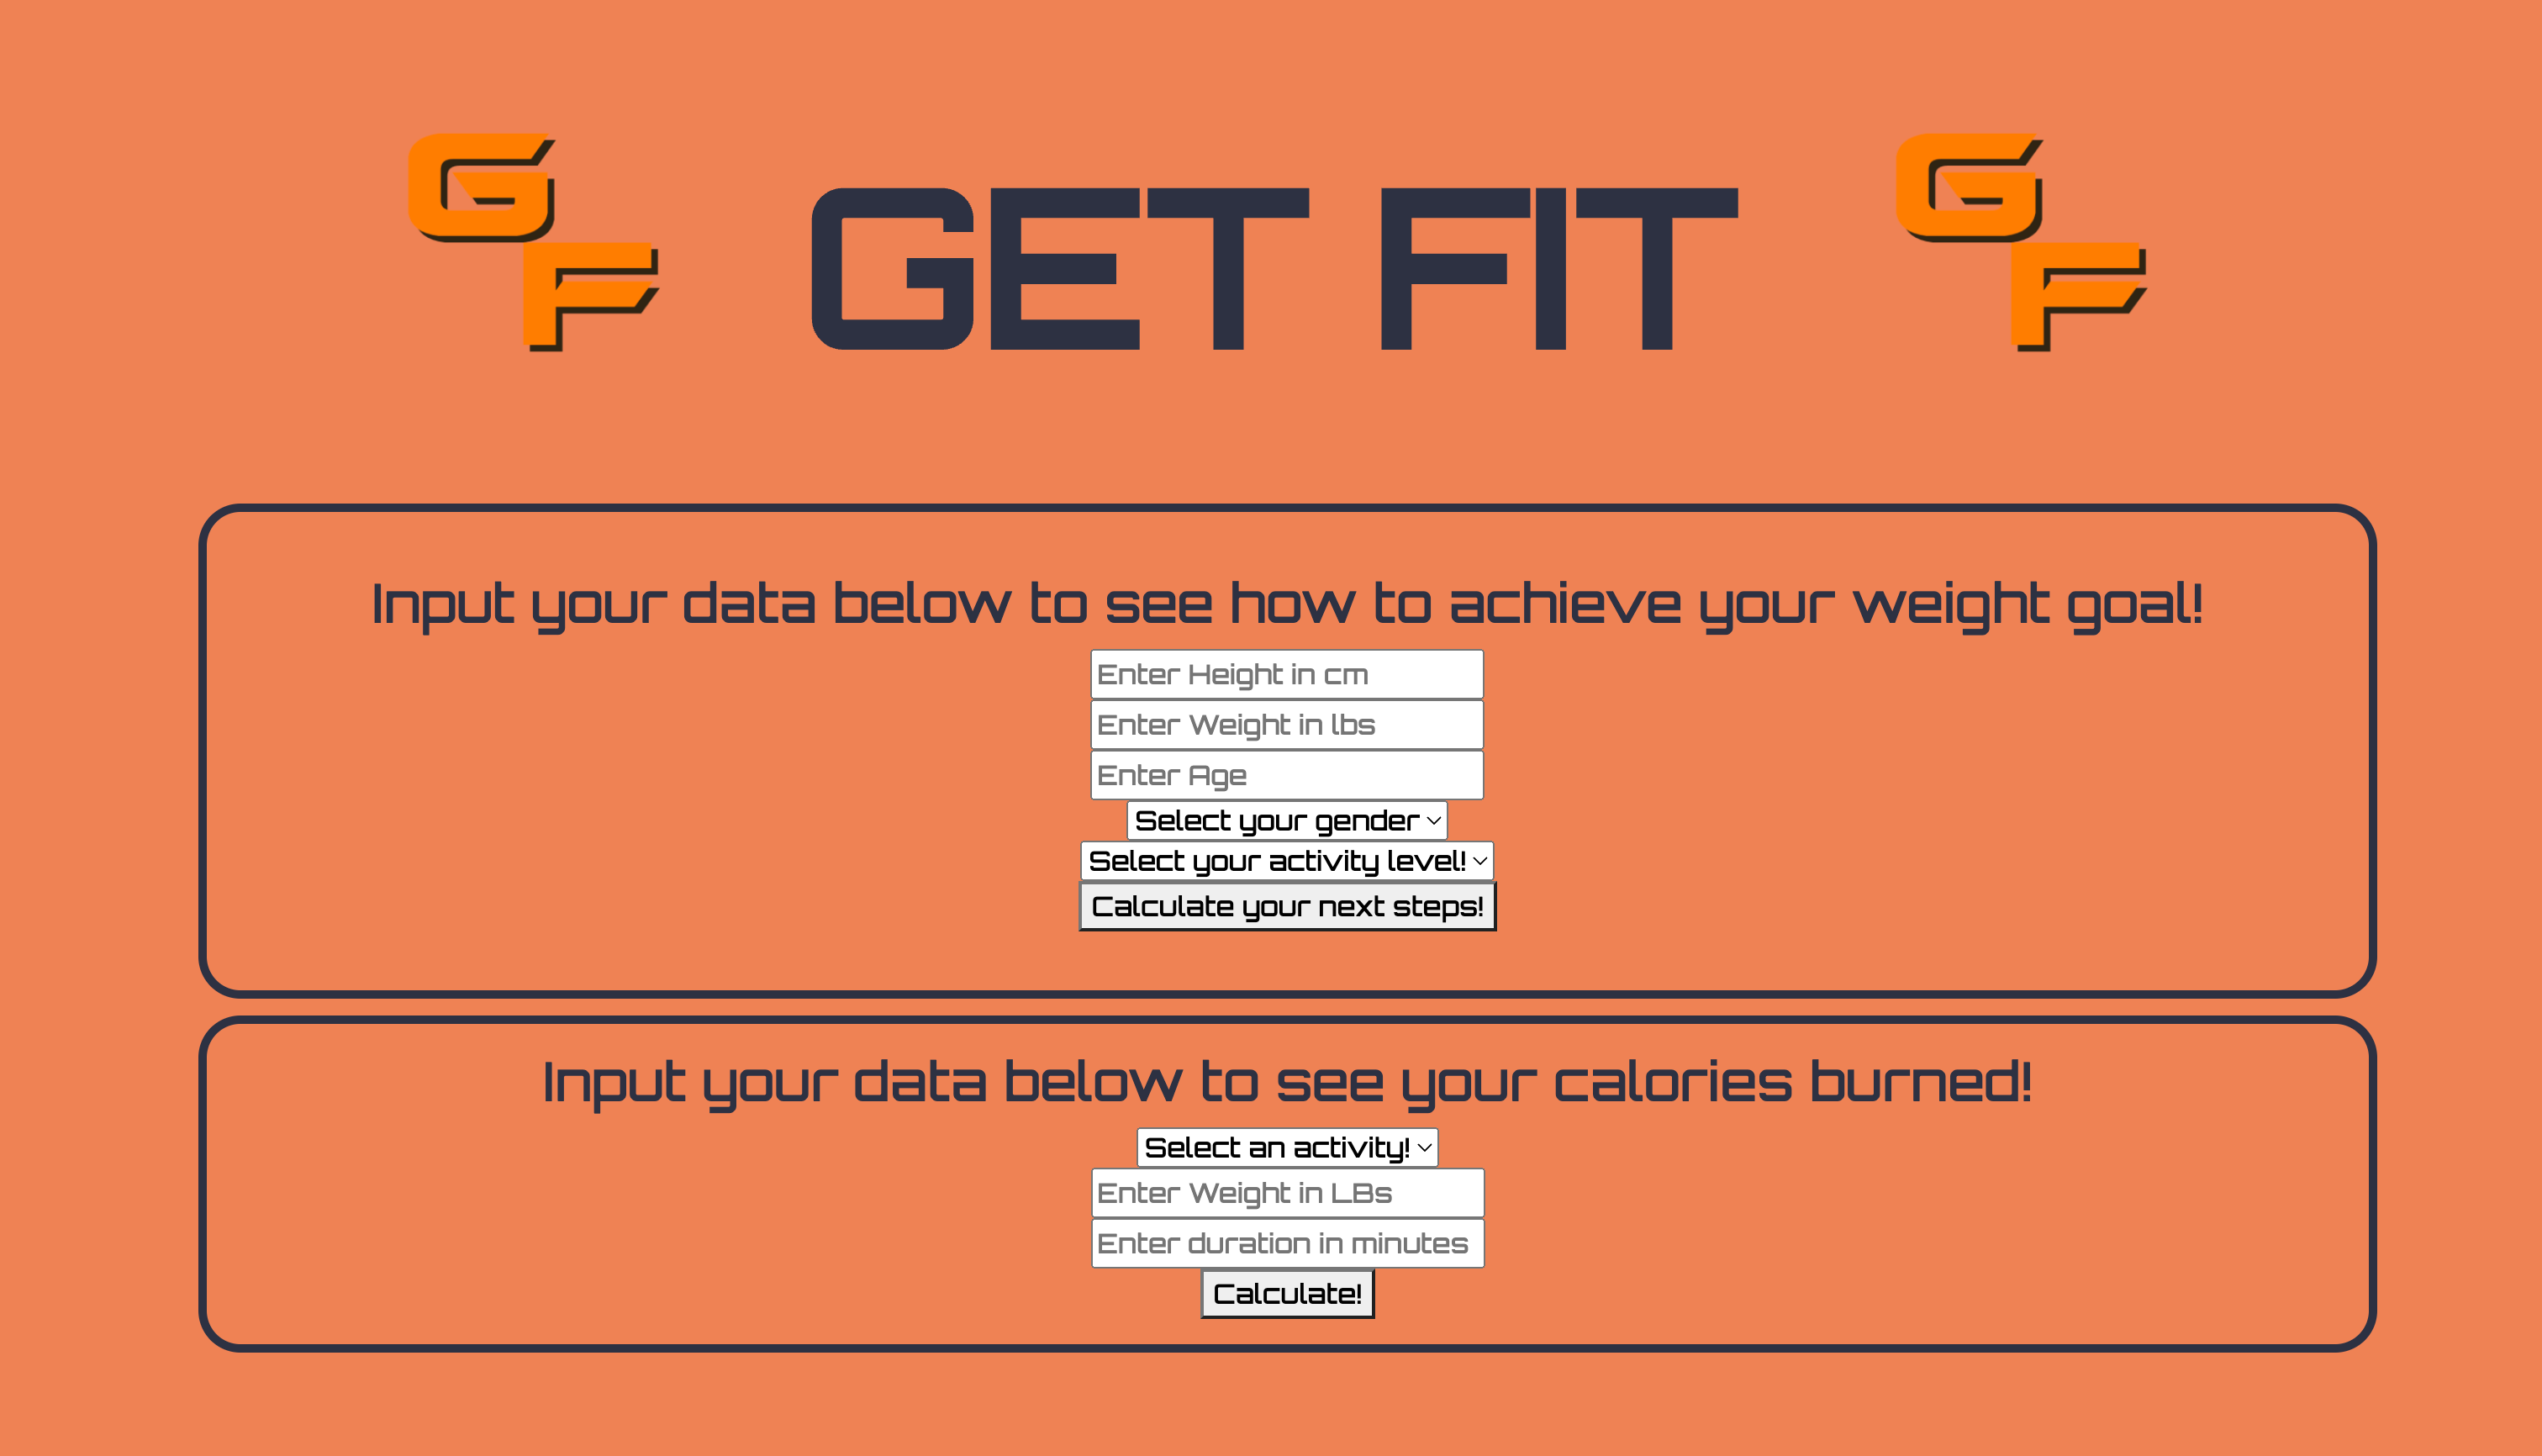 G
F
GET FIT
G
F
Input your data below to see how to achieve your weight goal!
Enter Height in cm
Enter Weight in lbs
Enter Age
Select your gender
Select your activity level!
Calculate your next steps!
Input your data below to see your calories burned!
Select an activity!
Enter Weight in LBs
Enter duration in minutes
Calculate!